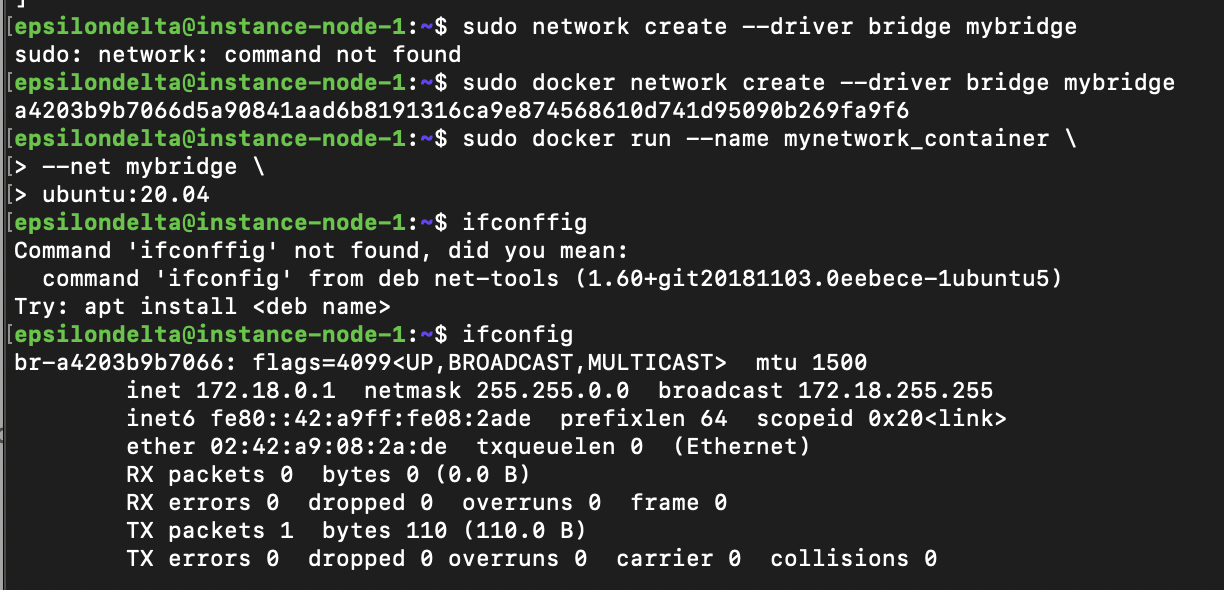 ]
[epsilondelta@instance-node-1:~$ sudo network create --driver bridge mybridge
sudo: network: command not found
[epsilondelta@instance-node-1:~$ sudo docker network create --driver bridge mybridge
a4203b9b7066d5a90841aad6b8191316ca9e874568610d741d95090b269fa9f6
[epsilondelta@instance-node-1:~$ sudo docker run --name mynetwork_container \
[> --net mybridge \
[> ubuntu:20.04
[epsilondelta@instance-node-1:~$ ifconffig
Command 'ifconffig' not found, did you mean:
  command 'ifconfig' from deb net-tools (1.60+git20181103.0eebece-1ubuntu5)
Try: apt install <deb name>
[epsilondelta@instance-node-1:~$ ifconfig
br-a4203b9b7066: flags=4099<UP,BROADCAST,MULTICAST>  mtu 1500
        inet 172.18.0.1  netmask 255.255.0.0  broadcast 172.18.255.255
        inet6 fe80::42:a9ff:fe08:2ade  prefixlen 64  scopeid 0x20<link>
        ether 02:42:a9:08:2a:de  txqueuelen 0  (Ethernet)
        RX packets 0  bytes 0 (0.0 B)
        RX errors 0  dropped 0  overruns 0  frame 0
        TX packets 1  bytes 110 (110.0 B)
        TX errors 0  dropped 0 overruns 0  carrier 0  collisions 0